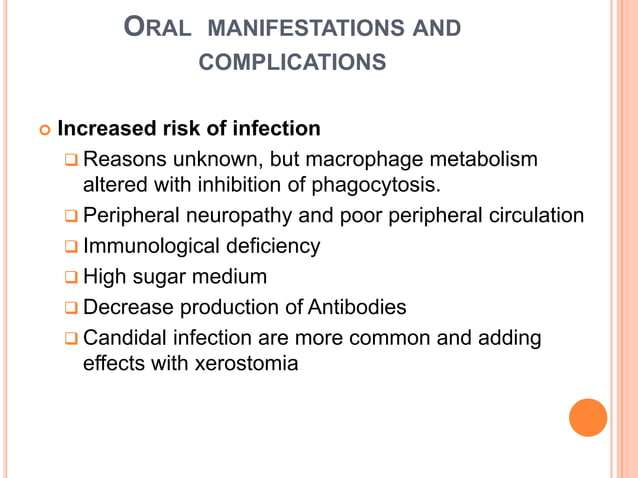 ORAL MANIFESTATIONS AND
COMPLICATIONS
Increased risk of infection
Reasons unknown, but macrophage metabolism
altered with inhibition of phagocytosis.
Peripheral neuropathy and poor peripheral circulation
Immunological deficiency
High sugar medium
Decrease production of Antibodies
Candidal infection are more common and adding
effects with xerostomia